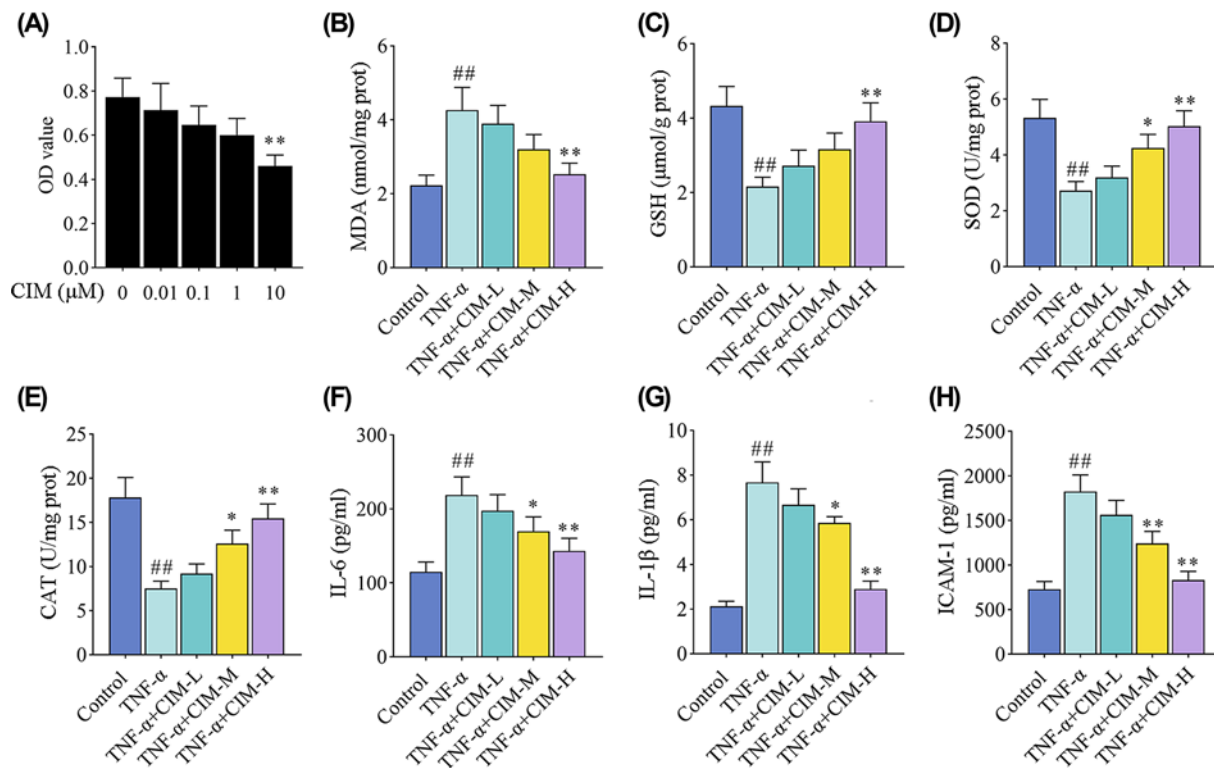 (A)
OD value
1.0
0.8
0.6
0.4
0.2
0.0
**
CIM (μM) 0 0.01 0.1 1 10
(B)
MDA (nmol/mg prot)
6
4
2
0
##
**
Control
TNF-α
TNF-α+CIM-L
TNF-α+CIM-M
TNF-α+CIM-H
(C)
GSH (μmol/g prot)
6
4
2
0
##
**
Control
TNF-α
TNF-α+CIM-L
TNF-α+CIM-M
TNF-α+CIM-H
(D)
SOD (U/mg prot)
8
6
4
2
0
##
*
**
Control
TNF-α
TNF-α+CIM-L
TNF-α+CIM-M
TNF-α+CIM-H
(E)
CAT (U/mg prot)
25
20
15
10
5
0
##
*
**
Control
TNF-α
TNF-α+CIM-L
TNF-α+CIM-M
TNF-α+CIM-H
(F)
IL-6 (pg/ml)
300
200
100
0
##
*
**
Control
TNF-α
TNF-α+CIM-L
TNF-α+CIM-M
TNF-α+CIM-H
(G)
IL-1β (pg/ml)
10
8
6
4
2
0
##
*
**
Control
TNF-α
TNF-α+CIM-L
TNF-α+CIM-M
TNF-α+CIM-H
(H)
ICAM-1 (pg/ml)
2500
2000
1500
1000
500
0
##
**
**
Control
TNF-α
TNF-α+CIM-L
TNF-α+CIM-M
TNF-α+CIM-H